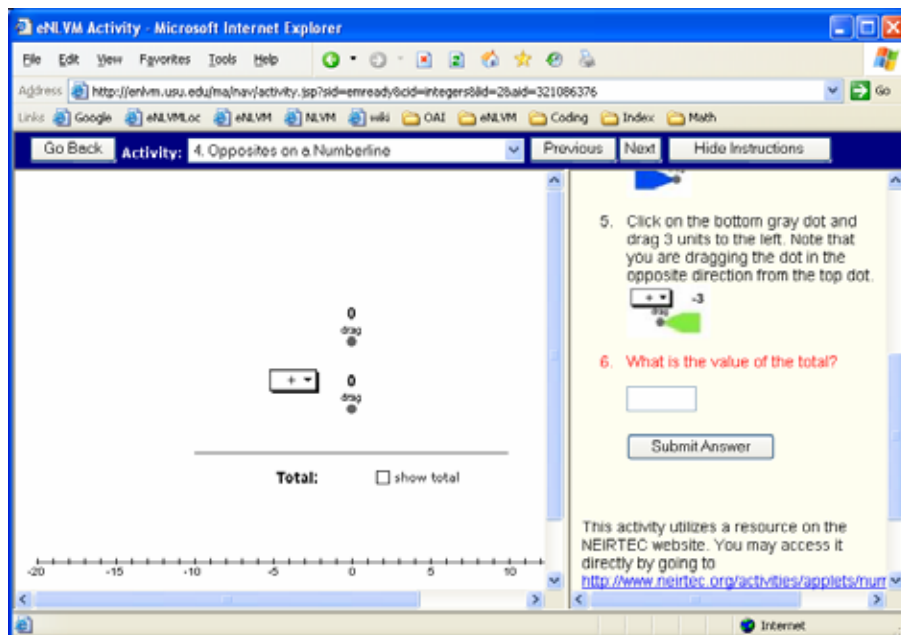 eNLVM Activity - Microsoft Internet Explorer
File Edit View Favorites Tools Help
Address http://enlvm.usu.edu/ma/nav/activity.jsp?sid=emready&cid=integers&lid=2&aid=321086376 Go
Links Google eNLVMLoc eNLVM NLVM wiki OAI eNLVM Coding Index Math
Go Back Activity: 4. Opposites on a Numberline Previous Next Hide Instructions
0
drag
+ 0
drag
Total: show total
-20 -15 -10 -5 0 5 10
5. Click on the bottom gray dot and
drag 3 units to the left. Note that
you are dragging the dot in the
opposite direction from the top dot.
+ -3
drag
6. What is the value of the total?
Submit Answer
This activity utilizes a resource on the
NEIRTEC website. You may access it
directly by going to
http://www.neirtec.org/activities/applets/num
Internet